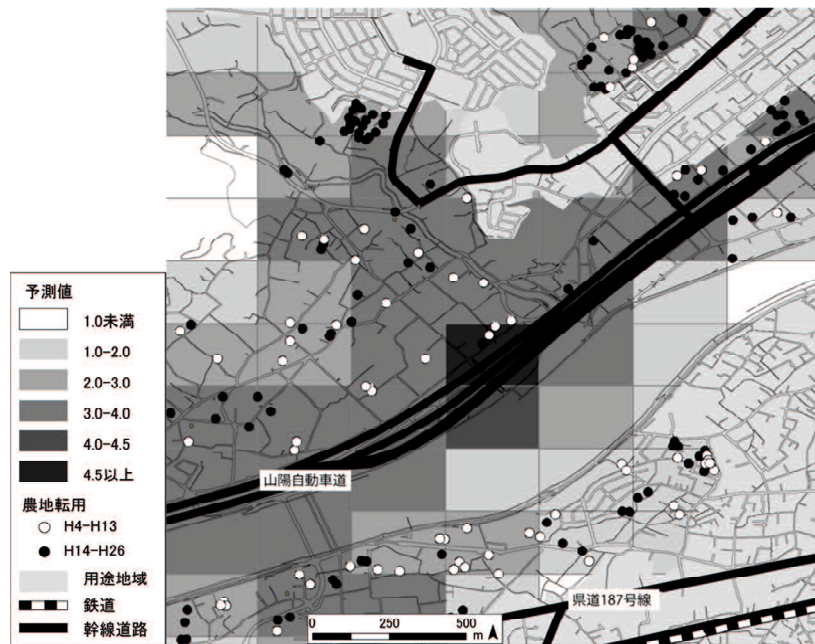 予測値
1.0未満
1.0-2.0
2.0-3.0
3.0-4.0
4.0-4.5
4.5以上
農地転用
H4-H13
H14-H26
用途地域
鉄道
幹線道路
山陽自動車道
県道187号線
0 250 500
m